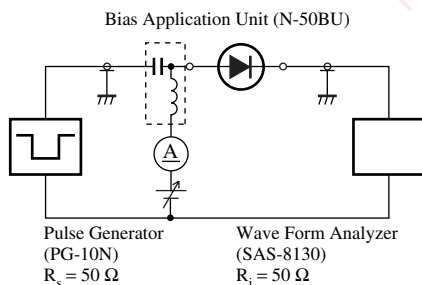 Bias Application Unit (N-50BU)
A
Pulse Generator
(PG-10N)
Rs = 50 Ω
Wave Form Analyzer
(SAS-8130)
Ri = 50 Ω